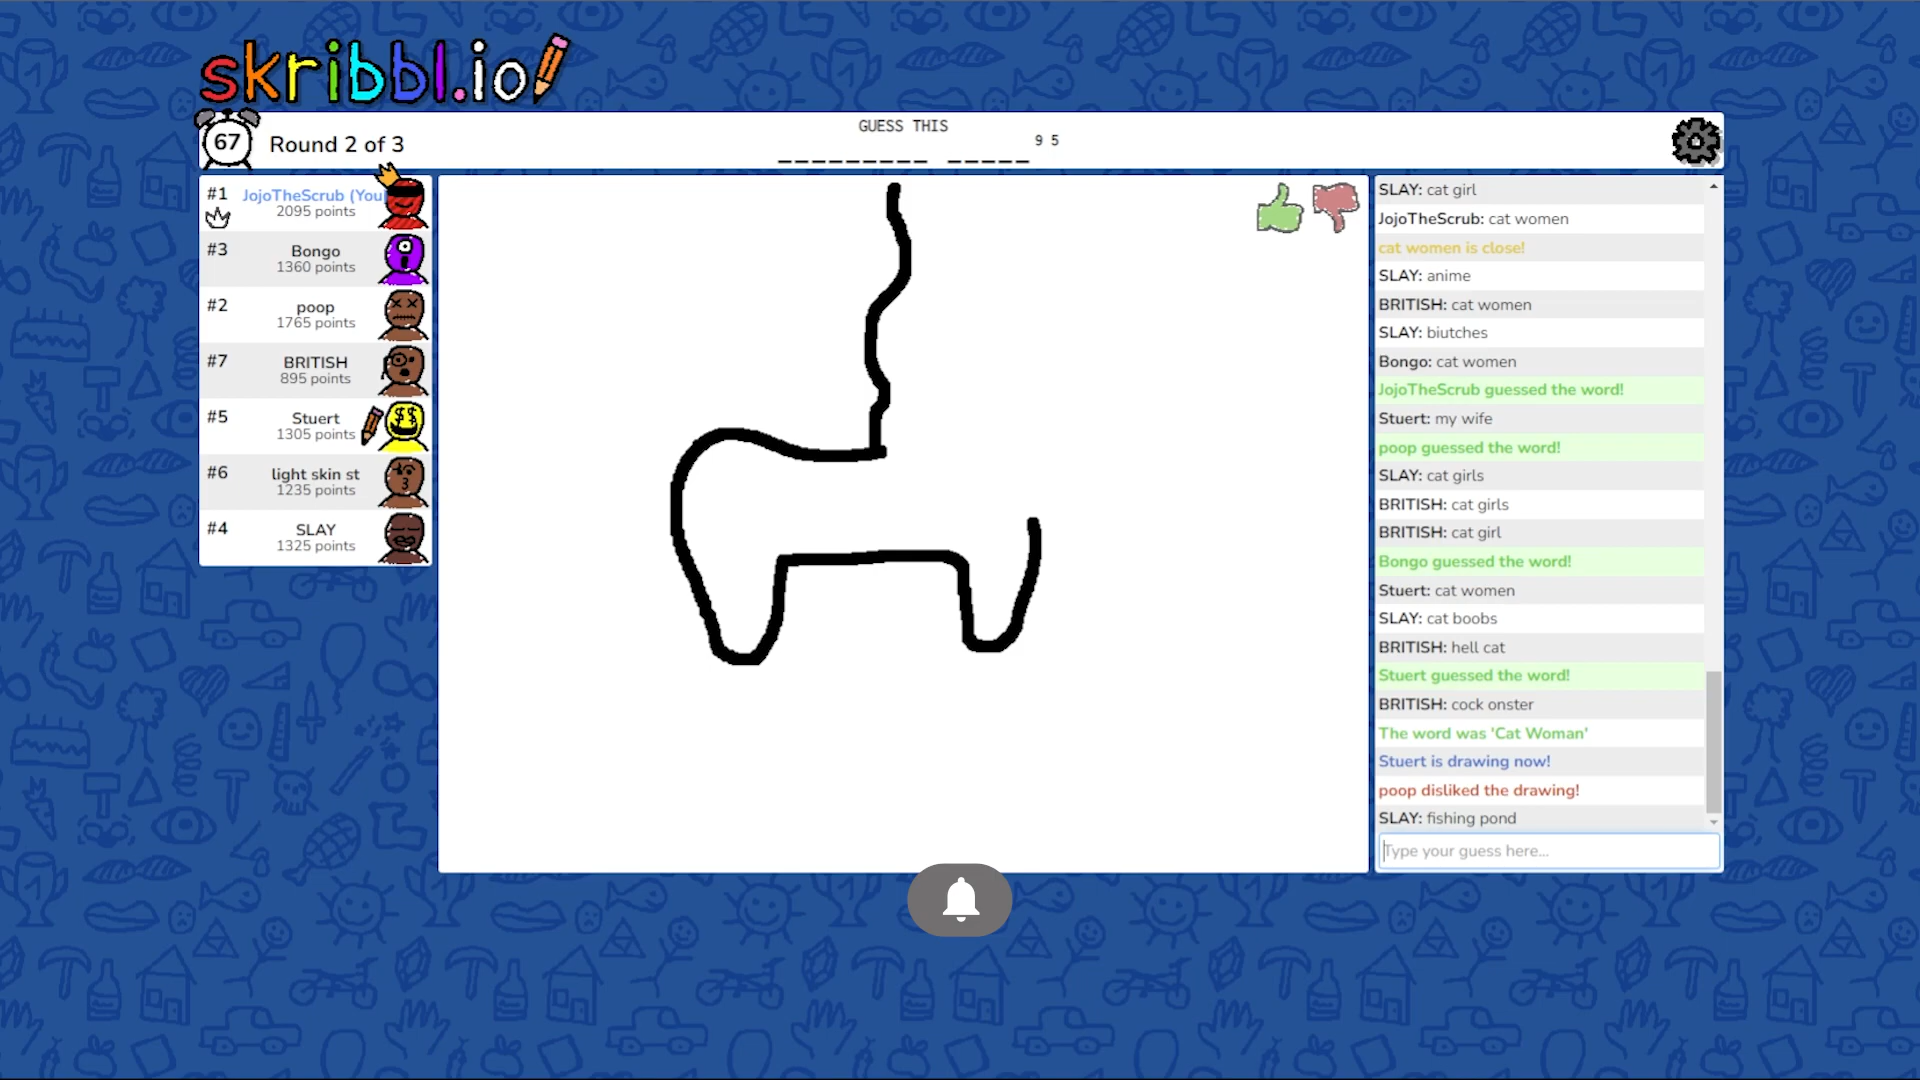 skribbl.io
67
Round 2 of 3
GUESS THIS
_________ _____ 9 5
#1
JojoTheScrub (You
2095 points
#3
Bongo
1360 points
#2
poop
1765 points
#7
BRITISH
895 points
#5
Stuert
1305 points
#6
light skin st
1235 points
#4
SLAY
1325 points
SLAY: cat girl
JojoTheScrub: cat women
cat women is close!
SLAY: anime
BRITISH: cat women
SLAY: biutches
Bongo: cat women
JojoTheScrub guessed the word!
Stuert: my wife
poop guessed the word!
SLAY: cat girls
BRITISH: cat girls
BRITISH: cat girl
Bongo guessed the word!
Stuert: cat women
SLAY: cat boobs
BRITISH: hell cat
Stuert guessed the word!
BRITISH: cock onster
The word was 'Cat Woman'
Stuert is drawing now!
poop disliked the drawing!
SLAY: fishing pond
Type your guess here...